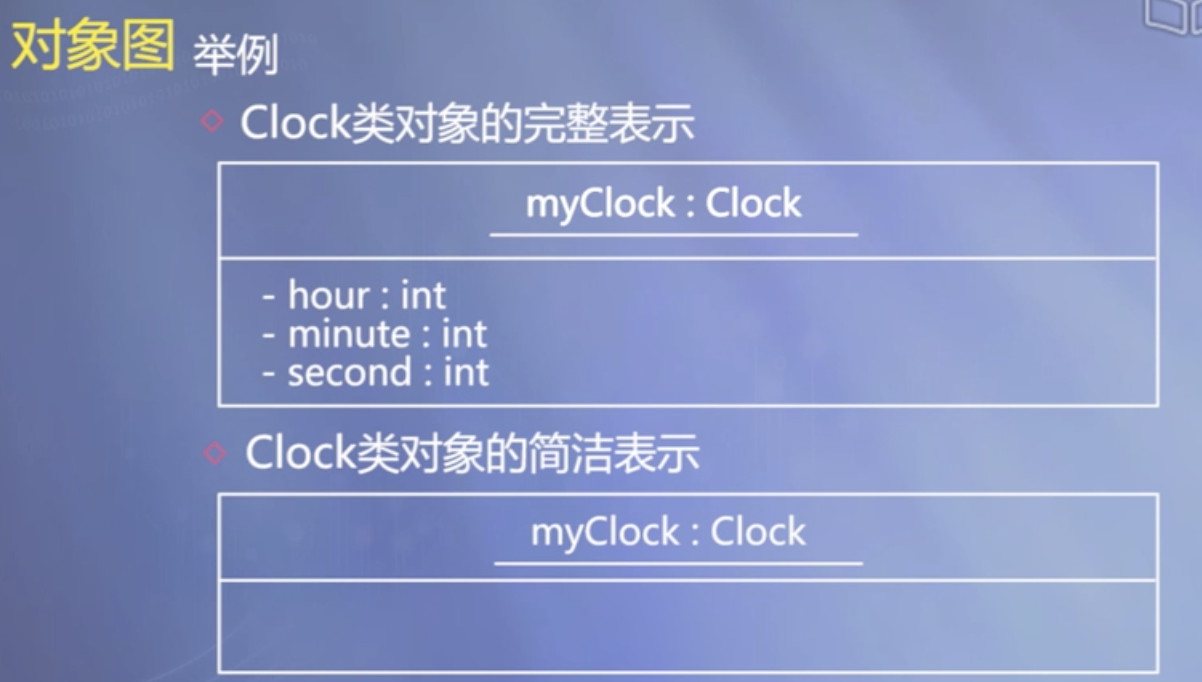 对象图 举例
Clock类对象的完整表示
myClock : Clock
- hour : int
- minute : int
- second : int
Clock类对象的简洁表示
myClock : Clock